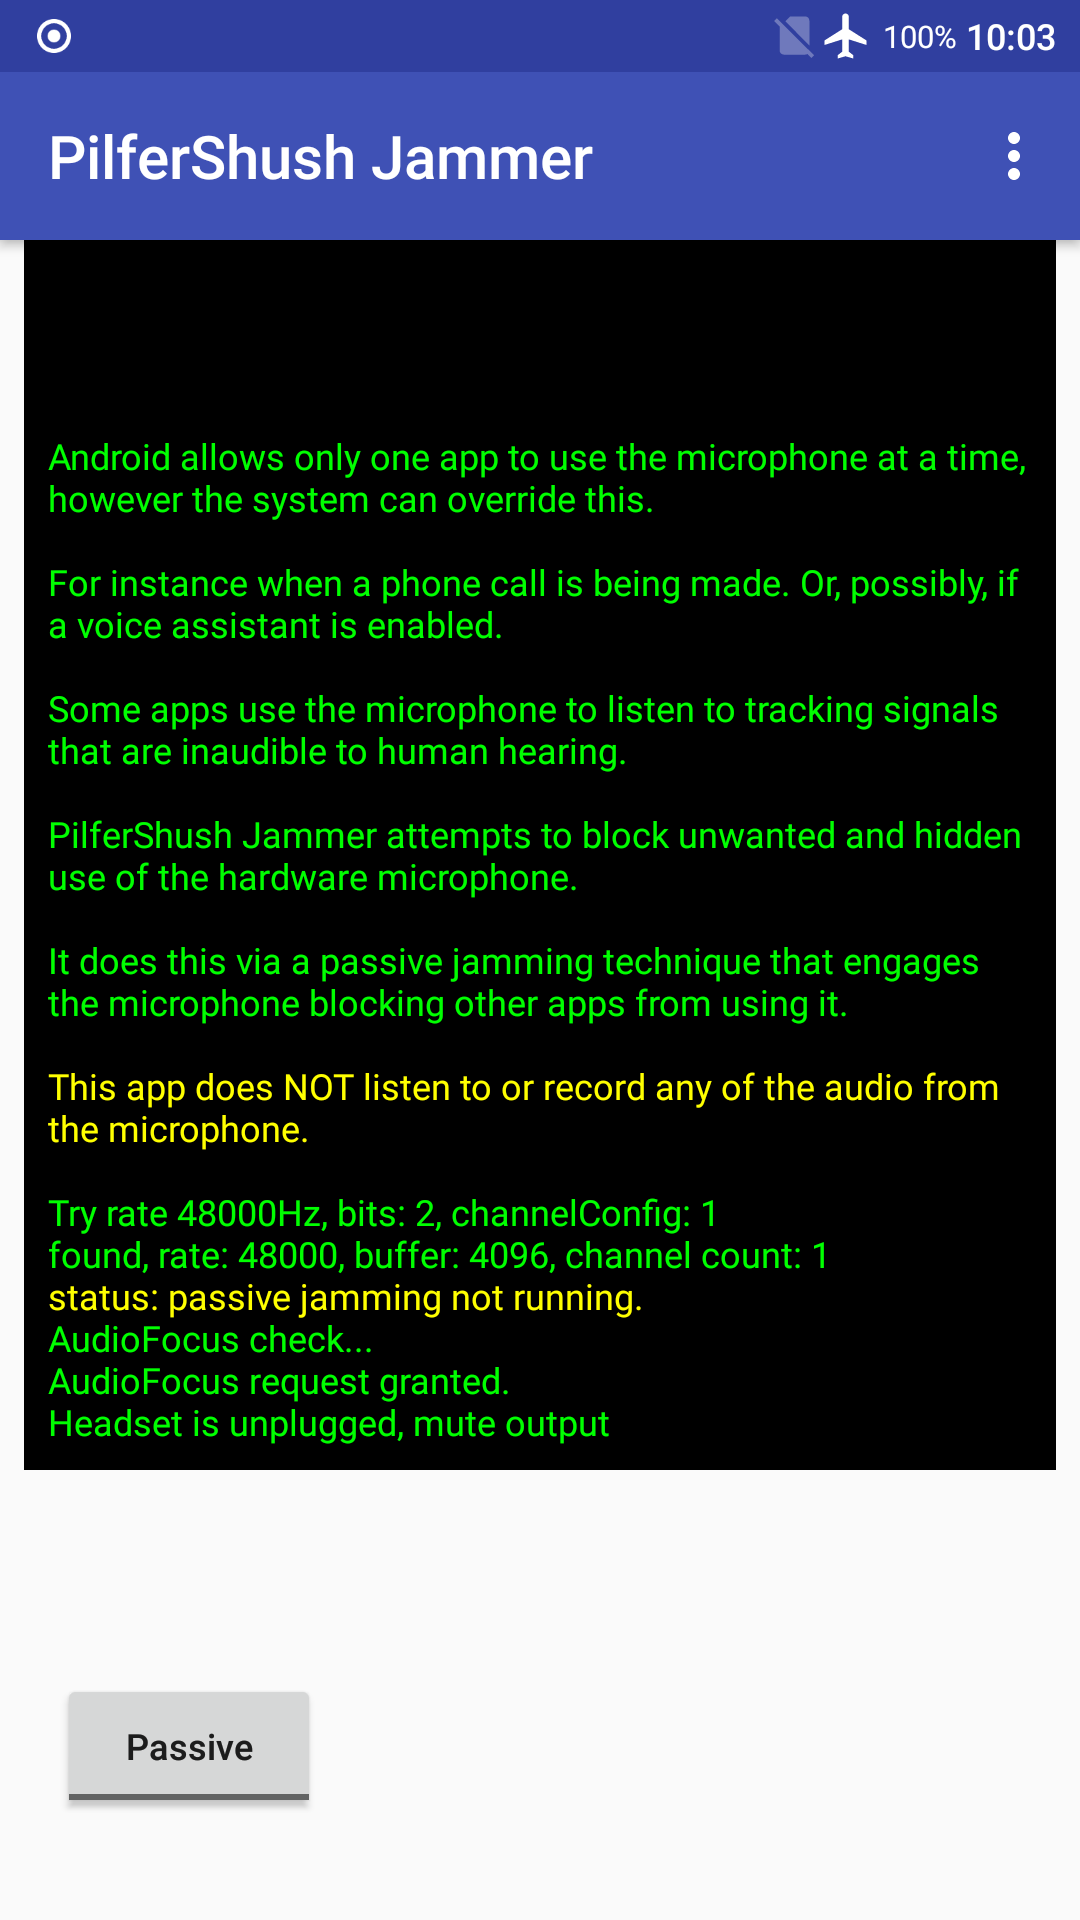 100% 10:03
PilferShush Jammer
Android allows only one app to use the microphone at a time,
however the system can override this.
For instance when a phone call is being made. Or, possibly, if
a voice assistant is enabled.
Some apps use the microphone to listen to tracking signals
that are inaudible to human hearing.
PilferShush Jammer attempts to block unwanted and hidden
use of the hardware microphone.
It does this via a passive jamming technique that engages
the microphone blocking other apps from using it.
This app does NOT listen to or record any of the audio from
the microphone.
Try rate 48000Hz, bits: 2, channelConfig: 1
found, rate: 48000, buffer: 4096, channel count: 1
status: passive jamming not running.
AudioFocus check...
AudioFocus request granted.
Headset is unplugged, mute output
Passive